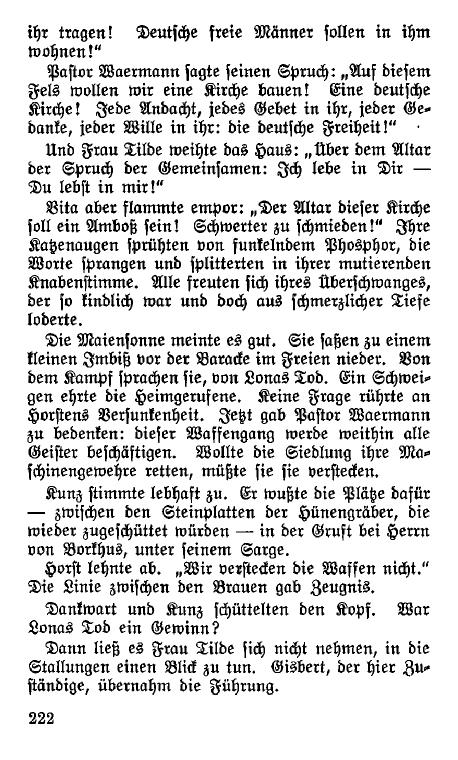 ihr tragen! Deutsche freie Männer sollen in ihm
wohnen!“
Pastor Waermann sagte seinen Spruch: „Auf diesem
Fels wollen wir eine Kirche bauen! Eine deutsche
Kirche! Jede Andacht, jedes Gebet in ihr, jeder Ge-
danke, jeder Wille in ihr: die deutsche Freiheit!“
Und Frau Tilde weihte das Haus: „Über dem Altar
der Spruch der Gemeinsamen: Ich lebe in Dir —
Du lebst in mir!“
Vita aber flammte empor: „Der Altar dieser Kirche
soll ein Amboß sein! Schwerter zu schmieden!“ Ihre
Katzenaugen sprühten von funkelndem Phosphor, die
Worte sprangen und splitterten in ihrer mutierenden
Knabenstimme. Alle freuten sich ihres Überschwanges,
der so kindlich war und doch aus schmerzlicher Tiefe
loderte.
Die Maiensonne meinte es gut. Sie saßen zu einem
kleinen Imbiß vor der Baracke im Freien nieder. Von
dem Kampf sprachen sie, von Lonas Tod. Ein Schwei-
gen ehrte die Heimgerufene. Keine Frage rührte an
Horstens Versunkenheit. Jetzt gab Pastor Waermann
zu bedenken: dieser Waffengang werde weithin alle
Geister beschäftigen. Wollte die Siedlung ihre Ma-
schinengewehre retten, müßte sie sie verstecken.
Kunz stimmte lebhaft zu. Er wußte die Plätze dafür
— zwischen den Steinplatten der Hünengräber, die
wieder zugeschüttet würden — in der Gruft bei Herrn
von Borkhus, unter seinem Sarge.
Horst lehnte ab. „Wir verstecken die Waffen nicht.“
Die Linie zwischen den Brauen gab Zeugnis.
Dankwart und Kunz schüttelten den Kopf. War
Lonas Tod ein Gewinn?
Dann ließ es Frau Tilde sich nicht nehmen, in die
Stallungen einen Blick zu tun. Gisbert, der hier Zu-
ständige, übernahm die Führung.
222